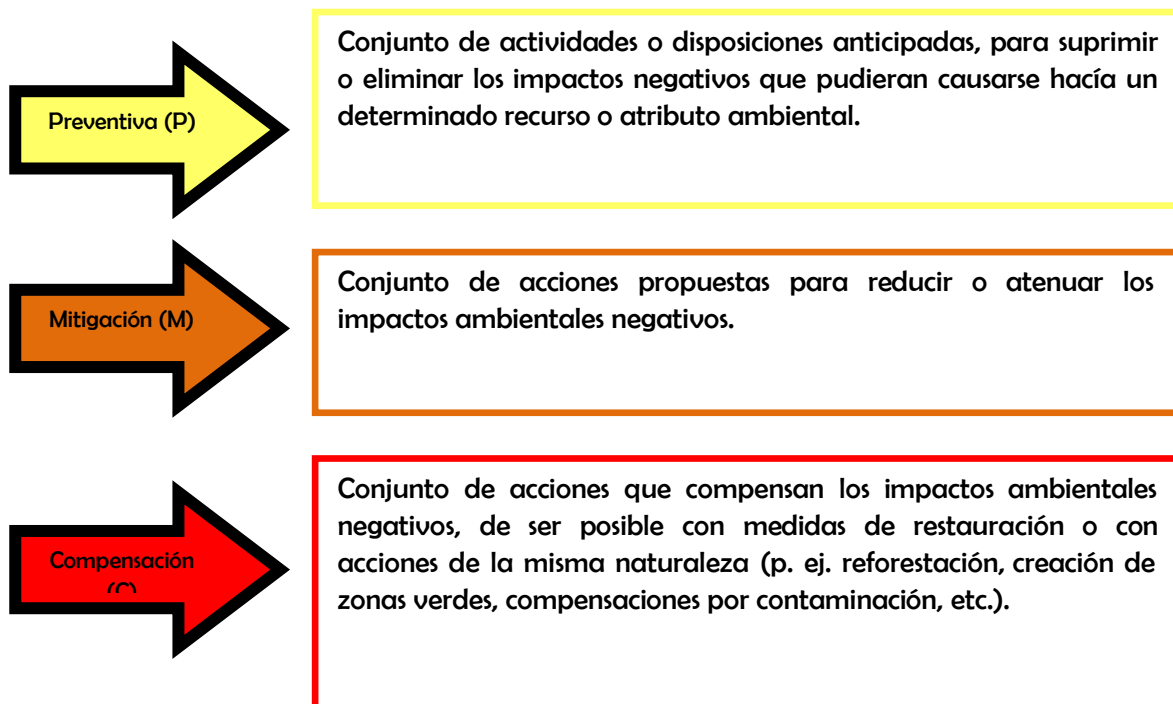 Preventiva (P)
Conjunto de actividades o disposiciones anticipadas, para suprimir
o eliminar los impactos negativos que pudieran causarse hacía un
determinado recurso o atributo ambiental.
Mitigación (M)
Conjunto de acciones propuestas para reducir o atenuar los
impactos ambientales negativos.
Compensación
(C)
Conjunto de acciones que compensan los impactos ambientales
negativos, de ser posible con medidas de restauración o con
acciones de la misma naturaleza (p. ej. reforestación, creación de
zonas verdes, compensaciones por contaminación, etc.).